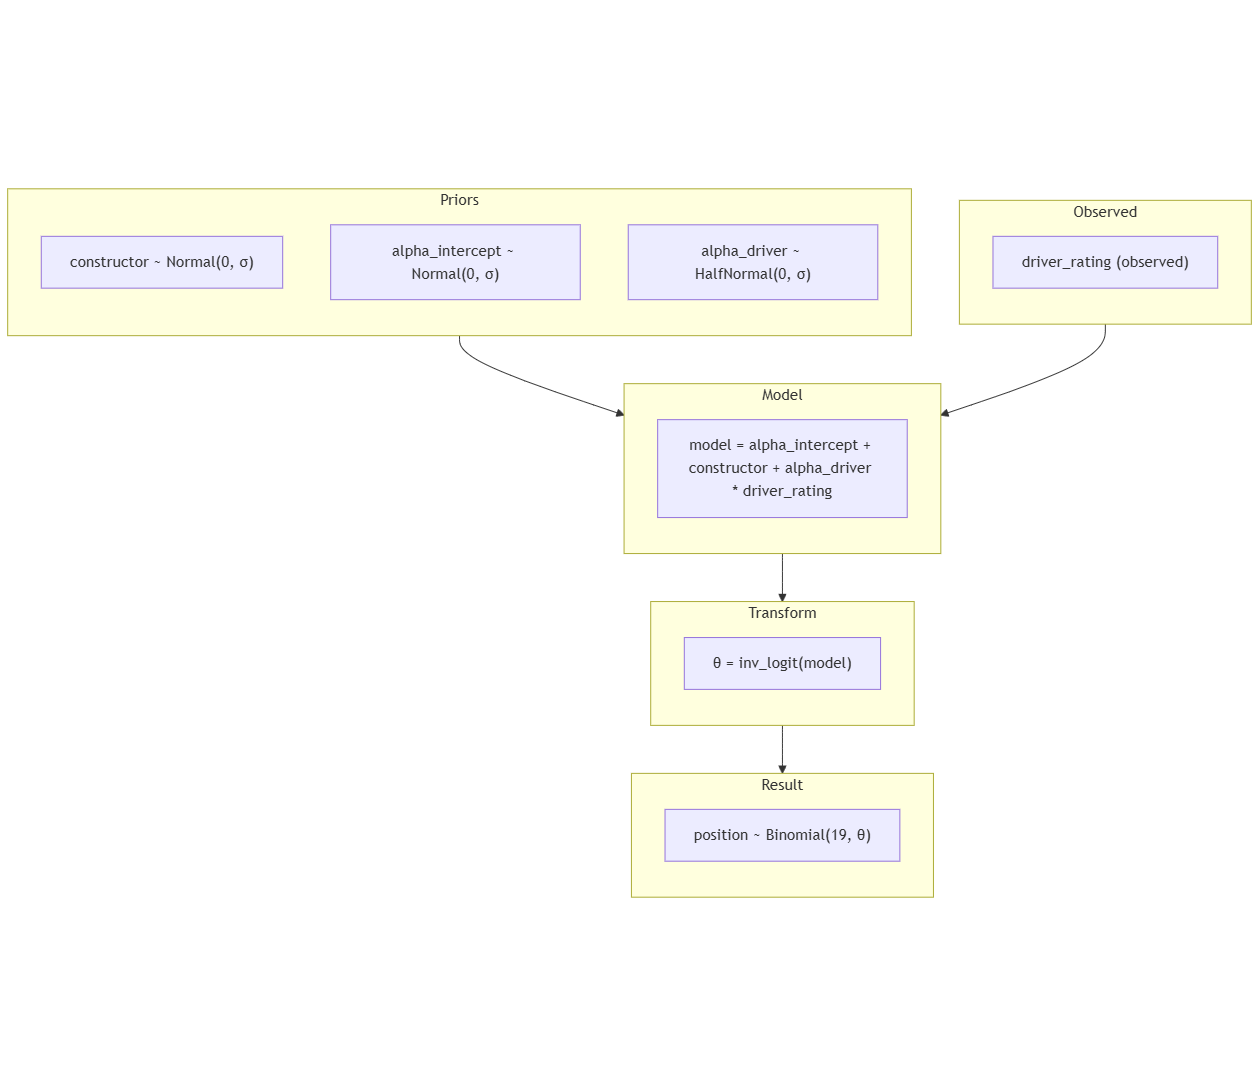 Priors
constructor ~ Normal(0, σ)
alpha_intercept ~
Normal(0, σ)
alpha_driver ~
HalfNormal(0, σ)
Observed
driver_rating (observed)
Model
model = alpha_intercept +
constructor + alpha_driver
* driver_rating
Transform
θ = inv_logit(model)
Result
position ~ Binomial(19, θ)